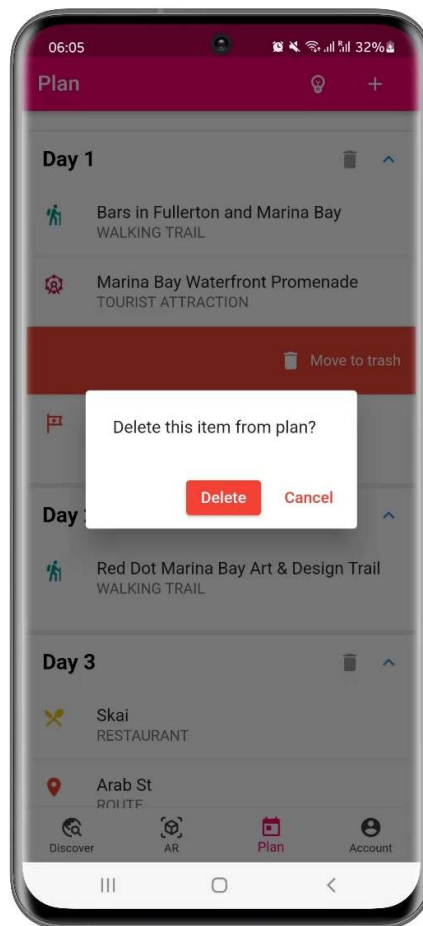 06:05 32%
Plan
Day 1
Bars in Fullerton and Marina Bay
WALKING TRAIL
Marina Bay Waterfront Promenade
TOURIST ATTRACTION
Move to trash
Delete this item from plan?
Delete Cancel
Day
Red Dot Marina Bay Art & Design Trail
WALKING TRAIL
Day 3
Skai
RESTAURANT
Arab St
ROUTE
Discover AR Plan Account